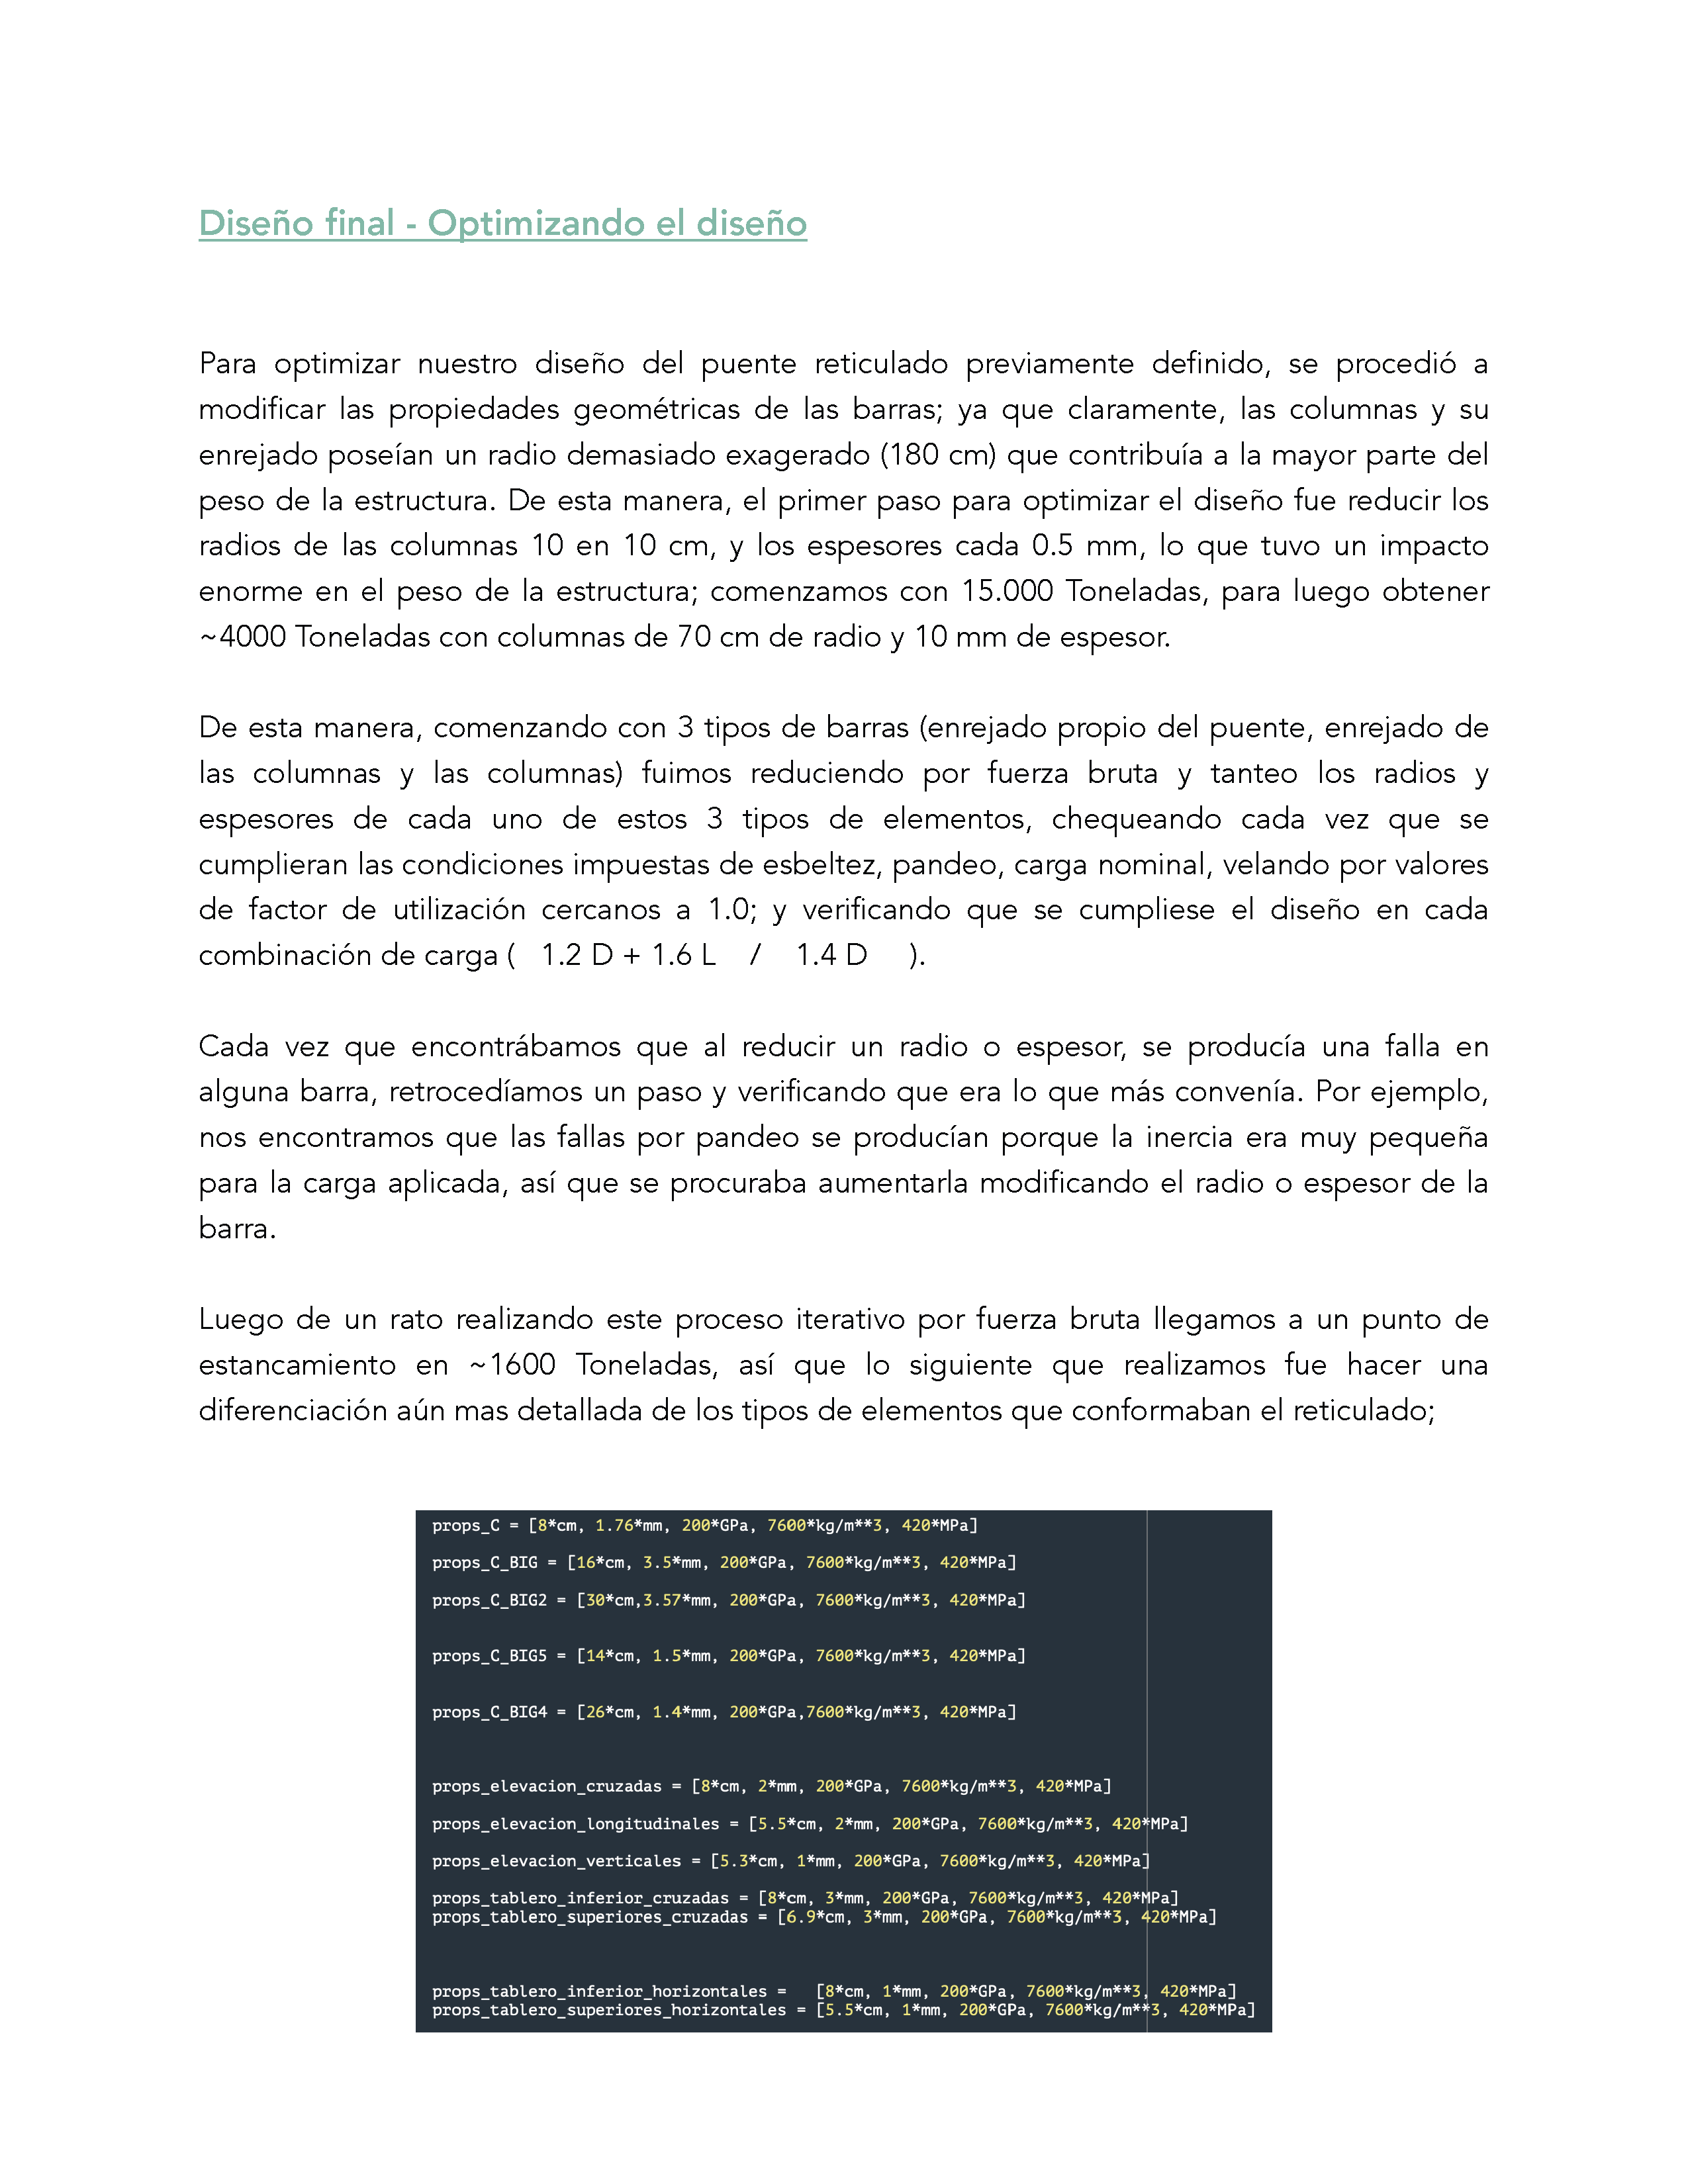 Diseño final - Optimizando el diseño
Para optimizar nuestro diseño del puente reticulado previamente definido, se procedió a
modificar las propiedades geométricas de las barras; ya que claramente, las columnas y su
enrejado poseían un radio demasiado exagerado (180 cm) que contribuía a la mayor parte del
peso de la estructura. De esta manera, el primer paso para optimizar el diseño fue reducir los
radios de las columnas 10 en 10 cm, y los espesores cada 0.5 mm, lo que tuvo un impacto
enorme en el peso de la estructura; comenzamos con 15.000 Toneladas, para luego obtener
~4000 Toneladas con columnas de 70 cm de radio y 10 mm de espesor.
De esta manera, comenzando con 3 tipos de barras (enrejado propio del puente, enrejado de
las columnas y las columnas) fuimos reduciendo por fuerza bruta y tanteo los radios y
espesores de cada uno de estos 3 tipos de elementos, chequeando cada vez que se
cumplieran las condiciones impuestas de esbeltez, pandeo, carga nominal, velando por valores
de factor de utilización cercanos a 1.0; y verificando que se cumpliese el diseño en cada
combinación de carga (   1.2 D + 1.6 L   /   1.4 D    ).
Cada vez que encontrábamos que al reducir un radio o espesor, se producía una falla en
alguna barra, retrocedíamos un paso y verificando que era lo que más convenía. Por ejemplo,
nos encontramos que las fallas por pandeo se producían porque la inercia era muy pequeña
para la carga aplicada, así que se procuraba aumentarla modificando el radio o espesor de la
barra.
Luego de un rato realizando este proceso iterativo por fuerza bruta llegamos a un punto de
estancamiento en ~1600 Toneladas, así que lo siguiente que realizamos fue hacer una
diferenciación aún mas detallada de los tipos de elementos que conformaban el reticulado;
props_C = [8*cm, 1.76*mm, 200*GPa, 7600*kg/m**3, 420*MPa]
props_C_BIG = [16*cm, 3.5*mm, 200*GPa, 7600*kg/m**3, 420*MPa]
props_C_BIG2 = [30*cm,3.57*mm, 200*GPa, 7600*kg/m**3, 420*MPa]
props_C_BIG5 = [14*cm, 1.5*mm, 200*GPa, 7600*kg/m**3, 420*MPa]
props_C_BIG4 = [26*cm, 1.4*mm, 200*GPa,7600*kg/m**3, 420*MPa]
props_elevacion_cruzadas = [8*cm, 2*mm, 200*GPa, 7600*kg/m**3, 420*MPa]
props_elevacion_longitudinales = [5.5*cm, 2*mm, 200*GPa, 7600*kg/m**3, 420*MPa]
props_elevacion_verticales = [5.3*cm, 1*mm, 200*GPa, 7600*kg/m**3, 420*MPa]
props_tablero_inferior_cruzadas = [8*cm, 3*mm, 200*GPa, 7600*kg/m**3, 420*MPa]
props_tablero_superiores_cruzadas = [6.9*cm, 3*mm, 200*GPa, 7600*kg/m**3, 420*MPa]
props_tablero_inferior_horizontales =   [8*cm, 1*mm, 200*GPa, 7600*kg/m**3, 420*MPa]
props_tablero_superiores_horizontales = [5.5*cm, 1*mm, 200*GPa, 7600*kg/m**3, 420*MPa]